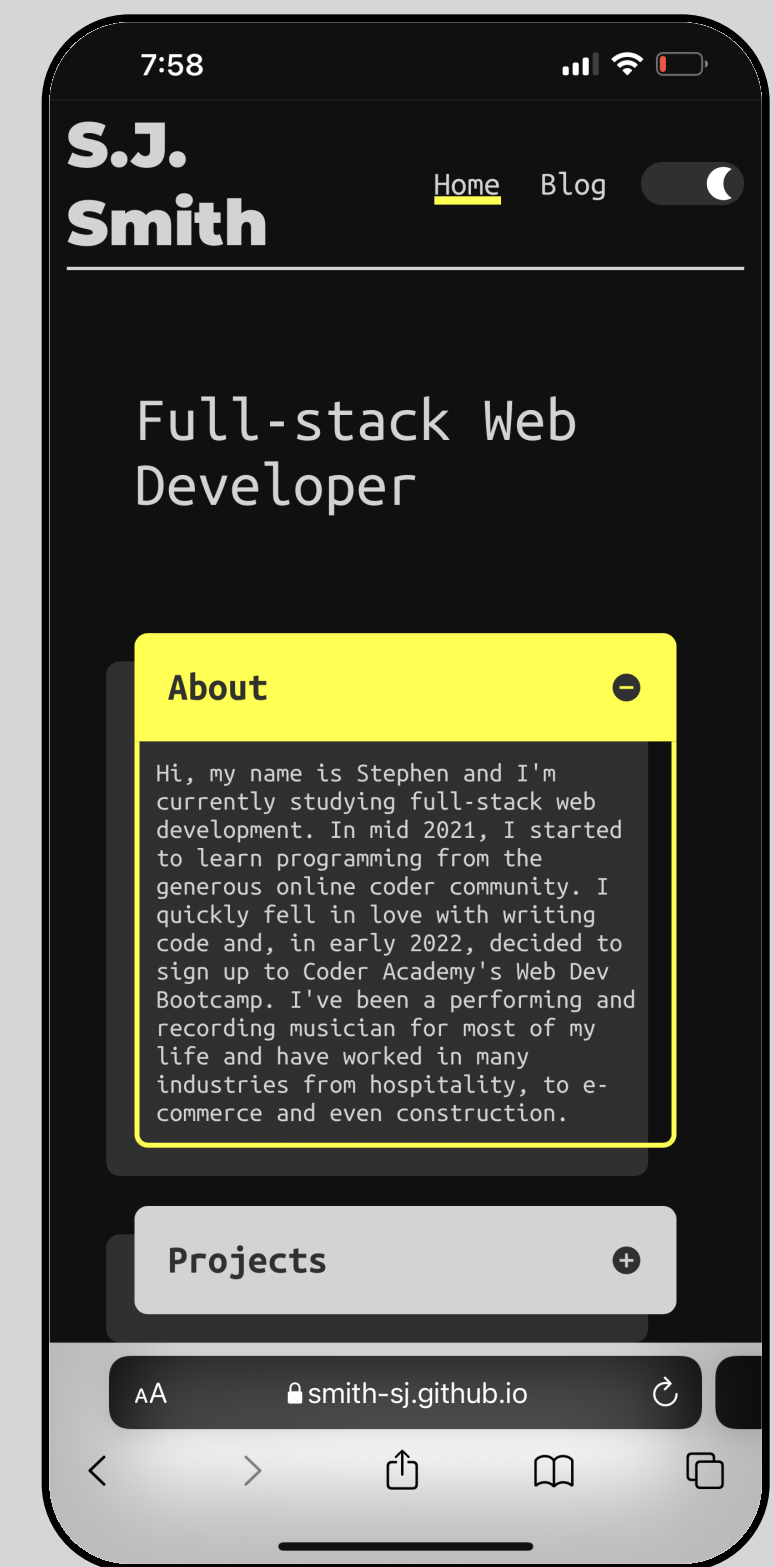 7:58
S.J.
Smith
Home Blog
Full-stack Web
Developer
About
Hi, my name is Stephen and I'm
currently studying full-stack web
development. In mid 2021, I started
to learn programming from the
generous online coder community. I
quickly fell in love with writing
code and, in early 2022, decided to
sign up to Coder Academy's Web Dev
Bootcamp. I've been a performing and
recording musician for most of my
life and have worked in many
industries from hospitality, to e-
commerce and even construction.
Projects
AA smith-sj.github.io